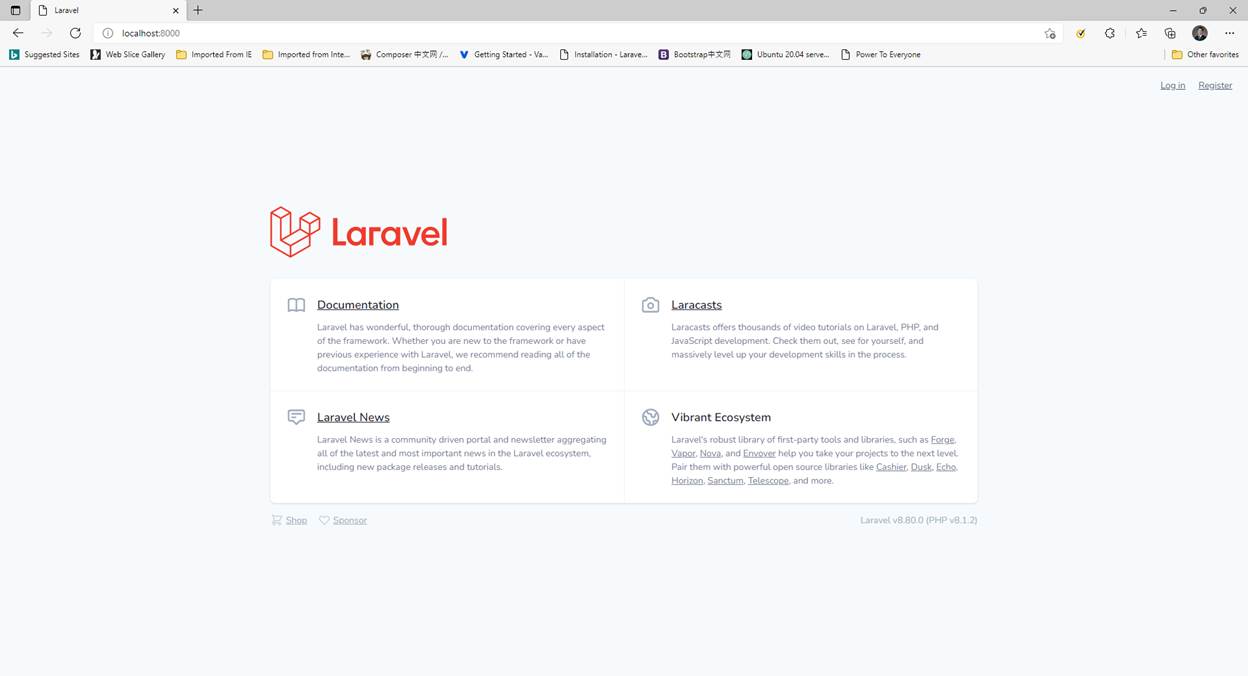 Laravel
localhost:8000
Suggested Sites Web Slice Gallery Imported From IE Imported from Inte... Composer 中文网 /... Getting Started - Va... Installation - Larave... Bootstrap中文网 Ubuntu 20.04 serve... Power To Everyone Other favorites
Log in Register
Laravel
Documentation
Laravel has wonderful, thorough documentation covering every aspect
of the framework. Whether you are new to the framework or have
previous experience with Laravel, we recommend reading all of the
documentation from beginning to end.
Laracasts
Laracasts offers thousands of video tutorials on Laravel, PHP, and
JavaScript development. Check them out, see for yourself, and
massively level up your development skills in the process.
Laravel News
Laravel News is a community driven portal and newsletter aggregating
all of the latest and most important news in the Laravel ecosystem,
including new package releases and tutorials.
Vibrant Ecosystem
Laravel's robust library of first-party tools and libraries, such as Forge,
Vapor, Nova, and Envoyer help you take your projects to the next level.
Pair them with powerful open source libraries like Cashier, Dusk, Echo,
Horizon, Sanctum, Telescope, and more.
Shop Sponsor
Laravel v8.80.0 (PHP v8.1.2)